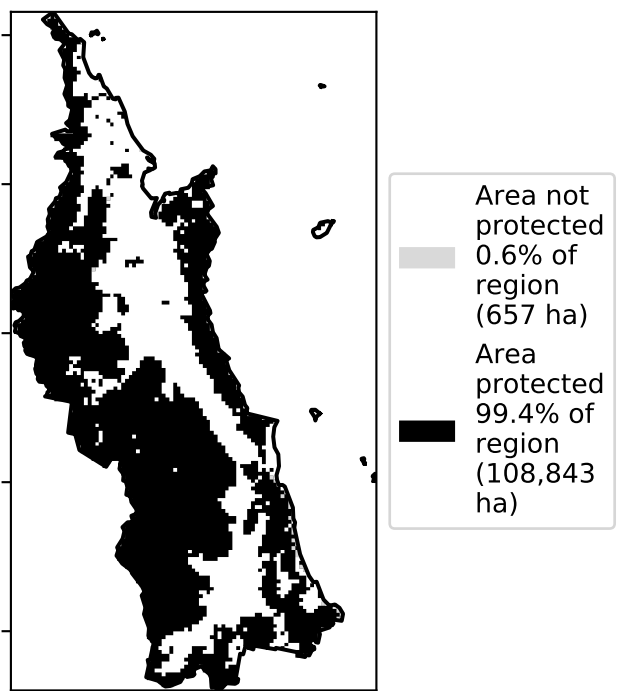 Area not
protected
0.6% of
region
(657 ha)
Area
protected
99.4% of
region
(108,843
ha)